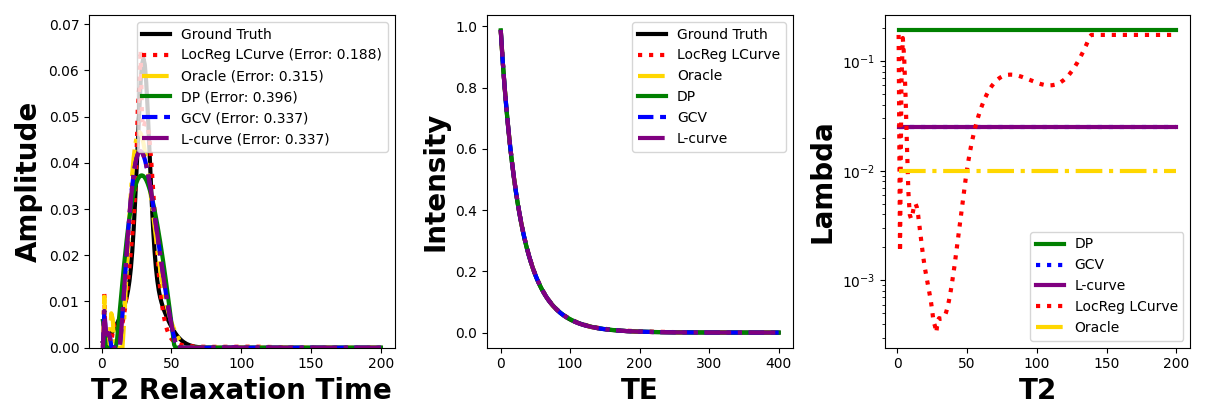 0.07
0.06
0.05
0.04
0.03
0.02
0.01
0.00
Amplitude
Ground Truth
LocReg LCurve (Error: 0.188)
Oracle (Error: 0.315)
DP (Error: 0.396)
GCV (Error: 0.337)
L-curve (Error: 0.337)
0 50 100 150 200
T2 Relaxation Time
1.0
0.8
0.6
0.4
0.2
0.0
Intensity
Ground Truth
LocReg LCurve
Oracle
DP
GCV
L-curve
0 100 200 300 400
TE
10⁻¹
10⁻²
10⁻³
Lambda
DP
GCV
L-curve
LocReg LCurve
Oracle
0 50 100 150 200
T2